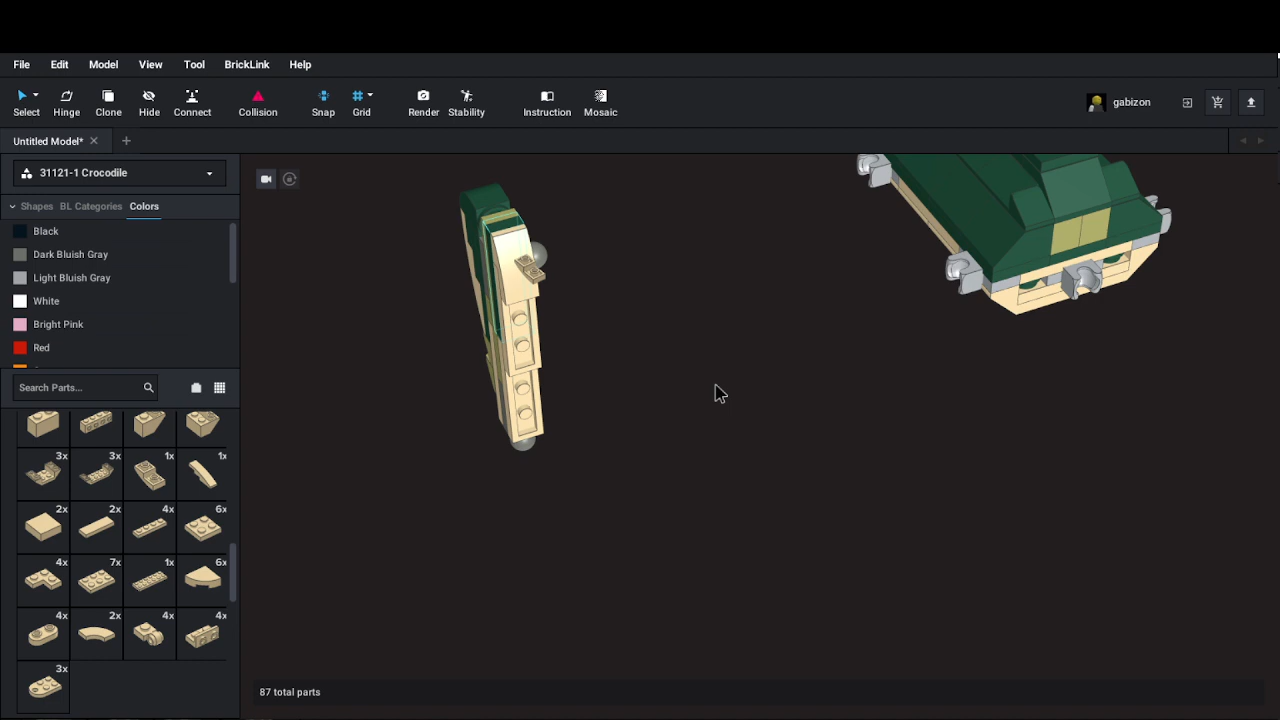 File Edit Model View Tool BrickLink Help
Select Hinge Clone Hide Connect Collision Snap Grid Render Stability Instruction Mosaic gabizon
Untitled Model* × +
31121-1 Crocodile
Shapes BL Categories Colors
Black
Dark Bluish Gray
Light Bluish Gray
White
Bright Pink
Red
Search Parts...
3x 3x 1x 1x
2x 2x 4x 6x
4x 7x 1x 6x
4x 2x 4x 4x
3x
87 total parts